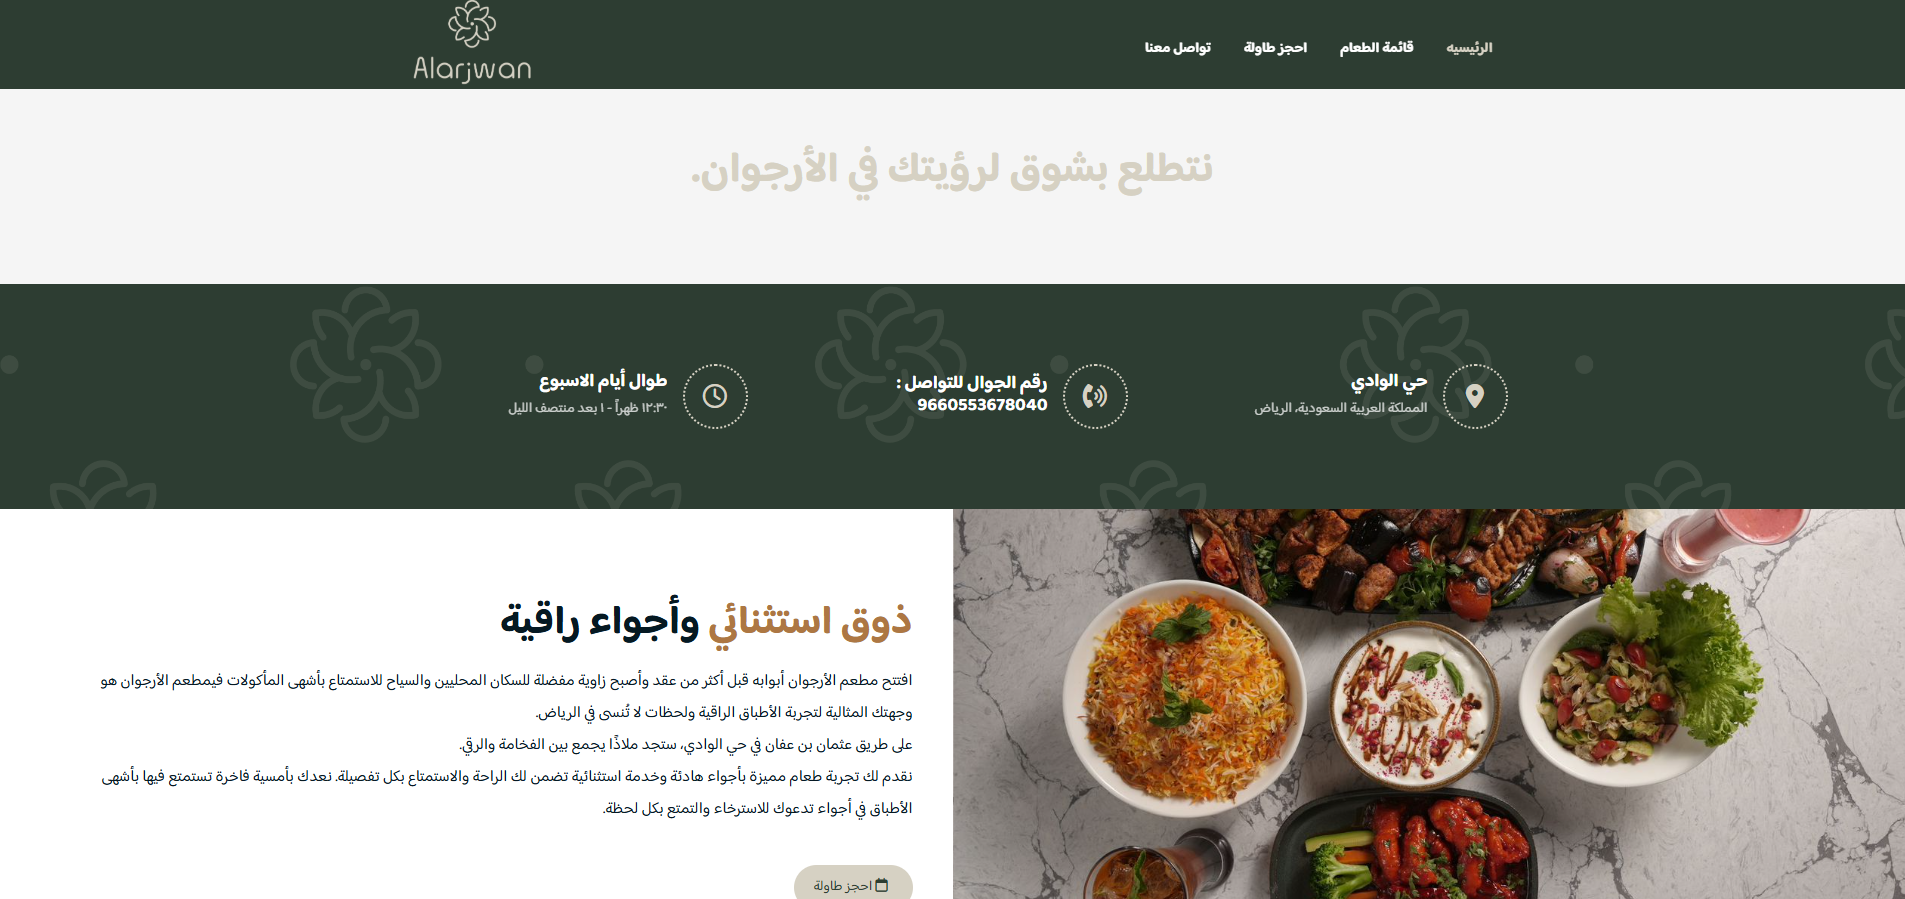 الرئيسيه
قائمة الطعام
احجز طاولة
تواصل معنا
Alarjwan
نتطلع بشوق لرؤيتك في الأرجوان.
حي الوادي
المملكة العربية السعودية، الرياض
رقم الجوال للتواصل :
9660553678040
طوال أيام الاسبوع
١٢:٣٠ ظهراً - ١ بعد منتصف الليل
ذوق استثنائي وأجواء راقية
افتتح مطعم الأرجوان أبوابه قبل أكثر من عقد وأصبح زاوية مفضلة للسكان المحليين والسياح للاستمتاع بأشهى المأكولات فيمطعم الأرجوان هو
وجهتك المثالية لتجربة الأطباق الراقية ولحظات لا تُنسى في الرياض.
على طريق عثمان بن عفان في حي الوادي، ستجد ملاذًا يجمع بين الفخامة والرقي.
نقدم لك تجربة طعام مميزة بأجواء هادئة وخدمة استثنائية تضمن لك الراحة والاستمتاع بكل تفصيلة. نعدك بأمسية فاخرة تستمتع فيها بأشهى
الأطباق في أجواء تدعوك للاسترخاء والتمتع بكل لحظة.
احجز طاولة